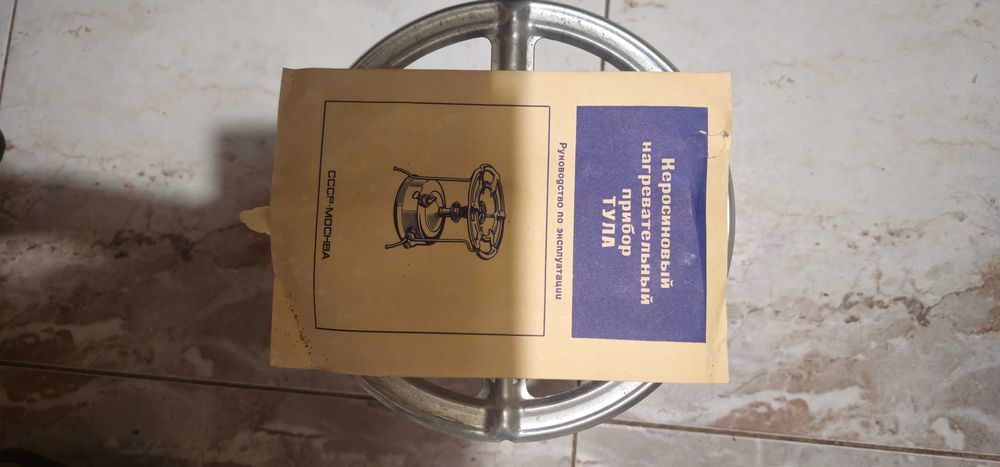 Керосиновый
нагревательный
прибор
ТУЛА
Руководство по эксплуатации
СССР·МОСКВА